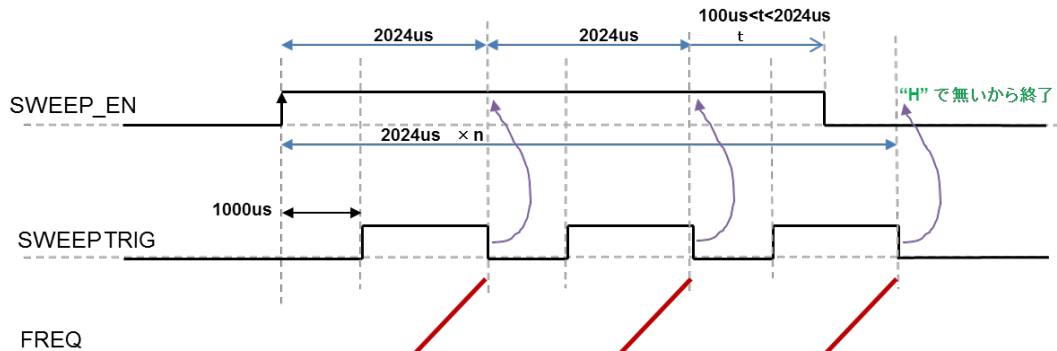 100us<t<2024us
2024us
2024us
t
SWEEP_EN
“H” で無いから終了
2024us × n
1000us
SWEEPTRIG
FREQ